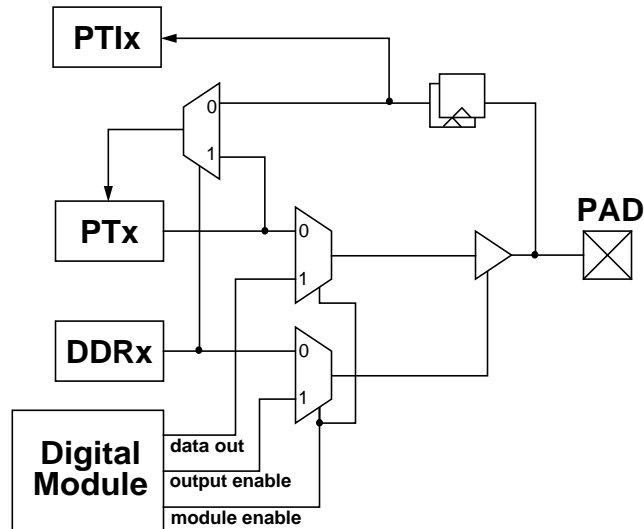 PTIx
0
1
PTx
PAD
0
1
DDRx
0
1
Digital
Module
data out
output enable
module enable